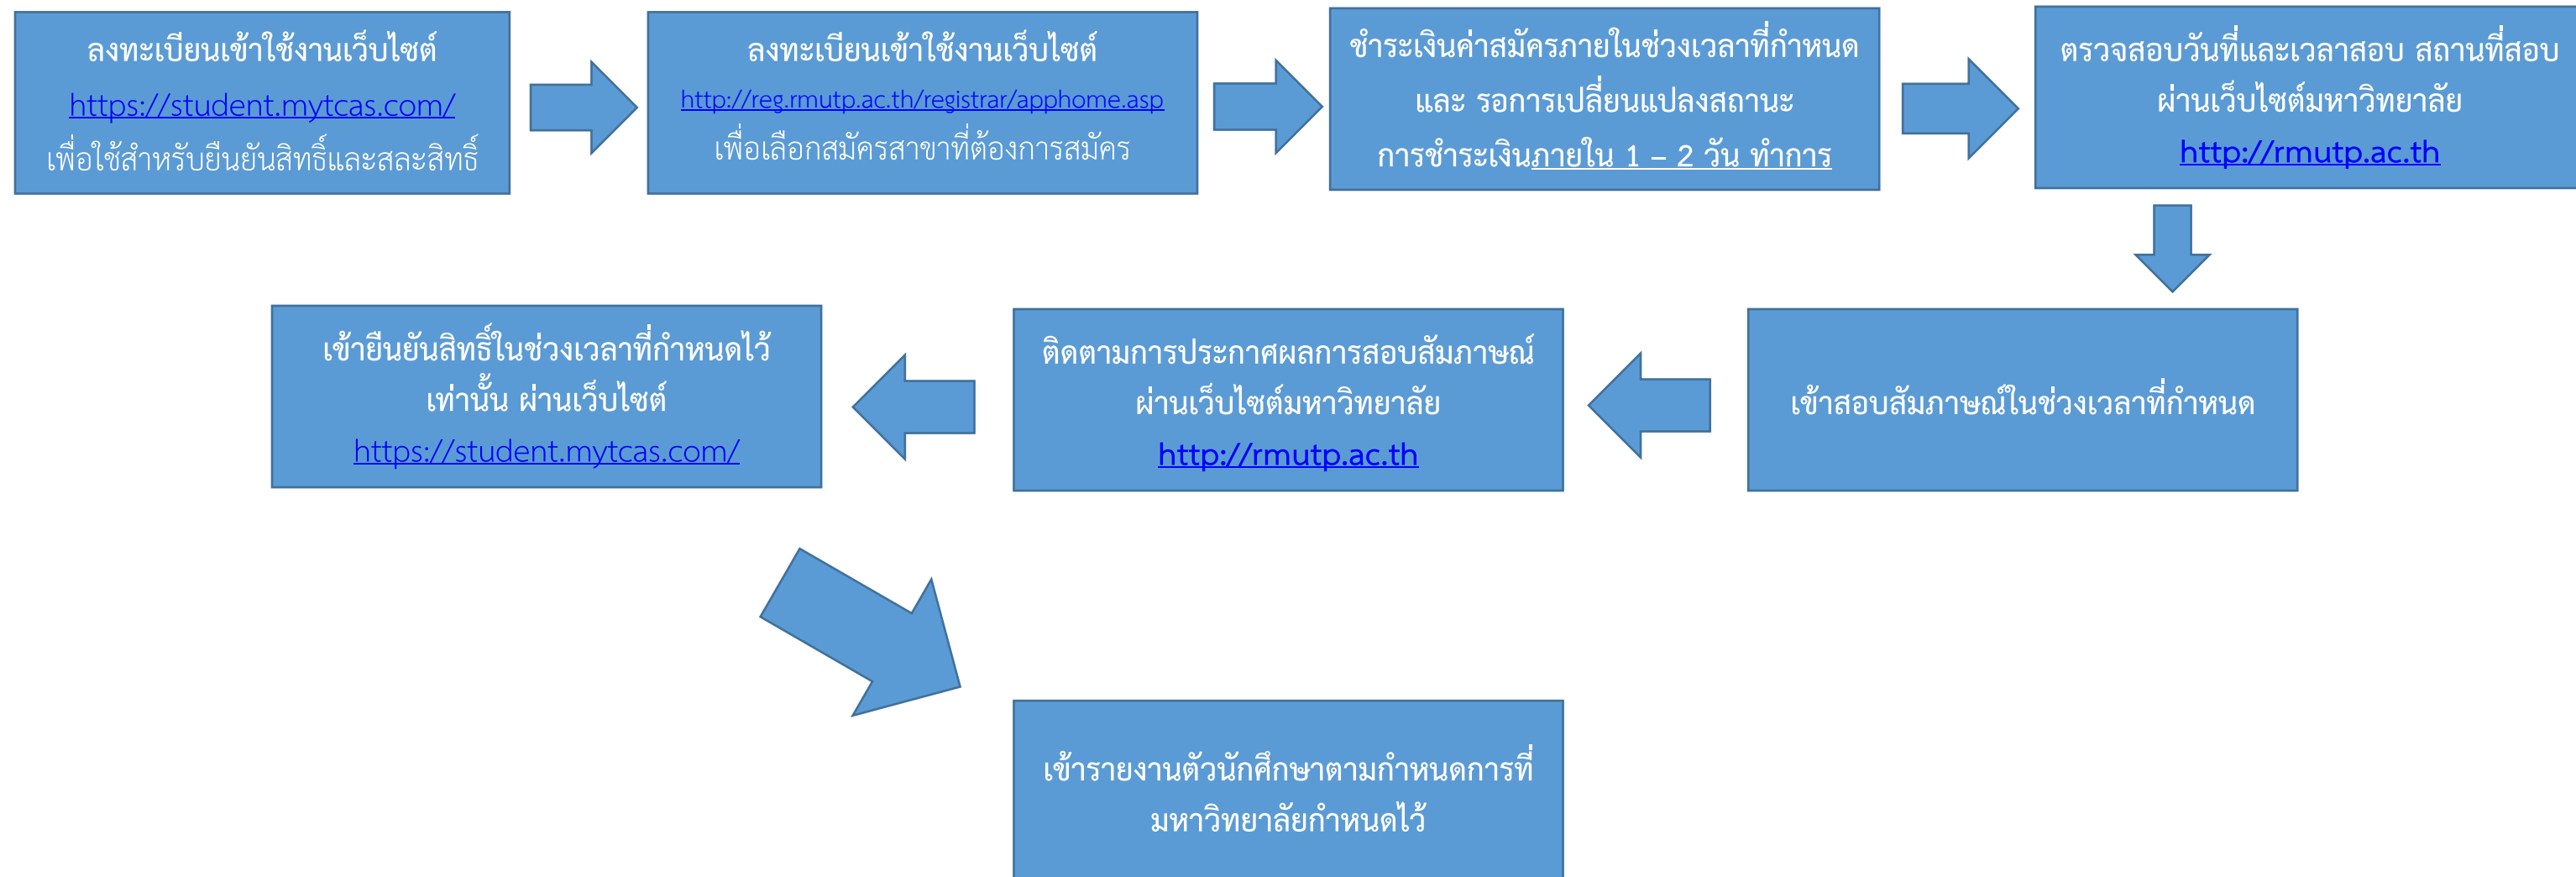 ลงทะเบียนเข้าใช้งานเว็บไซต์
https://student.mytcas.com/
เพื่อใช้สำหรับยืนยันสิทธิ์และสละสิทธิ์
ลงทะเบียนเข้าใช้งานเว็บไซต์
http://reg.rmutp.ac.th/registrar/apphome.asp
เพื่อเลือกสมัครสาขาที่ต้องการสมัคร
ชำระเงินค่าสมัครภายในช่วงเวลาที่กำหนด
และ รอการเปลี่ยนแปลงสถานะ
การชำระเงินภายใน 1 – 2 วัน ทำการ
ตรวจสอบวันที่และเวลาสอบ สถานที่สอบ
ผ่านเว็บไซต์มหาวิทยาลัย
http://rmutp.ac.th
เข้าสอบสัมภาษณ์ในช่วงเวลาที่กำหนด
ติดตามการประกาศผลการสอบสัมภาษณ์
ผ่านเว็บไซต์มหาวิทยาลัย
http://rmutp.ac.th
เข้ายืนยันสิทธิ์ในช่วงเวลาที่กำหนดไว้
เท่านั้น ผ่านเว็บไซต์
https://student.mytcas.com/
เข้ารายงานตัวนักศึกษาตามกำหนดการที่
มหาวิทยาลัยกำหนดไว้